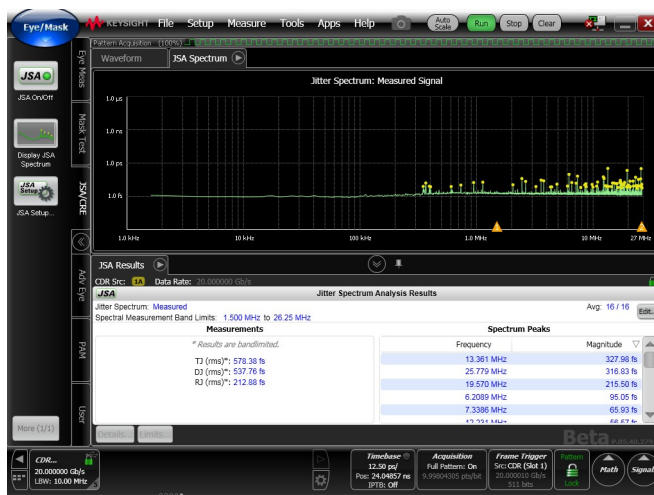 Eye/Mask
KEYSIGHT File Setup Measure Tools Apps Help Auto Scale Run Stop Clear
Pattern Acquisition (100%)
Waveform JSA Spectrum
JSA
JSA On/Off
Display JSA
Spectrum
JSA
Setup
JSA Setup...
Eye Meas
Mask Test
JSA/CRE
Adv Eye
PAM
User
Jitter Spectrum: Measured Signal
1.0 µs
1.0 ns
1.0 ps
1.0 fs
1.0 kHz 10 kHz 100 kHz 1.0 MHz 10 MHz 27 MHz
JSA Results
CDR Src: 1A Data Rate: 20.000000 Gb/s
JSA Jitter Spectrum Analysis Results
Jitter Spectrum: Measured Avg: 16 / 16
Spectral Measurement Band Limits: 1.500 MHz to 26.25 MHz Edit...
Measurements Spectrum Peaks
* Results are bandlimited. Frequency Magnitude
TJ (rms)*: 578.38 fs
DJ (rms)*: 537.76 fs
RJ (rms)*: 212.88 fs
13.361 MHz 327.98 fs
25.779 MHz 316.83 fs
19.570 MHz 215.50 fs
6.2089 MHz 95.05 fs
7.3386 MHz 65.93 fs
12.231 MHz 56.57 fs
More (1/1)
Details... Limits...
Beta
CDR...
20.000000 Gb/s
LBW: 10.00 MHz
Timebase
12.50 ps/
Pos: 24.04857 ns
IPTB: Off
Acquisition
Full Pattern: On
9.99804305 pts/bit
Frame Trigger
Src: CDR (Slot 1)
20.000010 Gb/s
511 bits
Pattern
Lock
Math
Signals